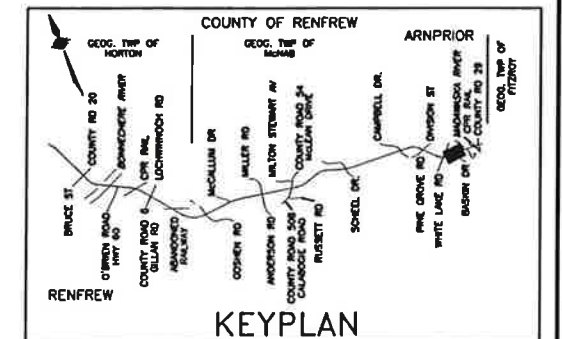 COUNTY OF RENFREW
GEOG. TWP OF
HORTON
GEOG. TWP OF
McNAB
ARNPRIOR
GEOG. TWP OF
FITZROY
COUNTY RD 20
BONNECHERE RIVER
CPR RAIL
LOCHWINNOCH RD
McCALLUM DR
MILLER RD
MILTON STEWART AV
COUNTY ROAD 54
McLEAN DRIVE
CAMPBELL DR.
DIVISION ST
MADAWASKA RIVER
CPR RAIL
COUNTY RD 29
BRUCE ST
O'BRIEN ROAD
HWY 60
COUNTY ROAD 6
GILLAN RD
ABANDONED
RAILWAY
GOSHEN RD
ANDERSON RD
COUNTY ROAD 508
CALABOGIE ROAD
RUSSETT RD
SCHEEL DR.
PINE GROVE RD
WHITE LAKE RD
BASKIN DR
RENFREW
KEYPLAN